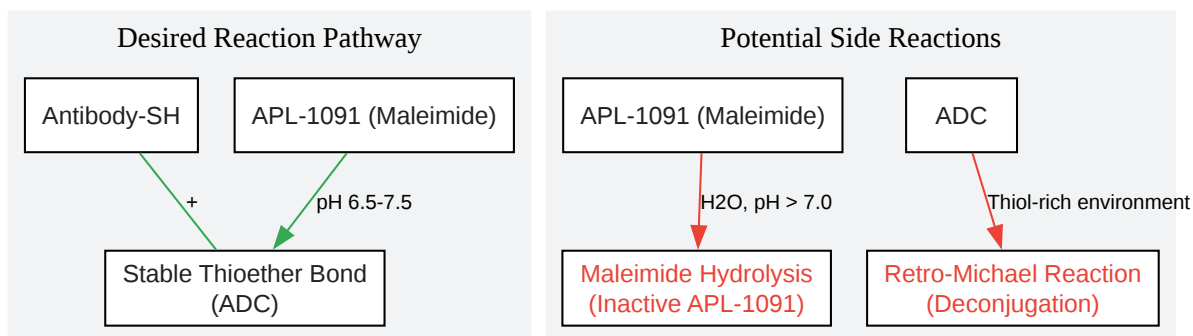 Desired Reaction Pathway
Antibody-SH
APL-1091 (Maleimide)
+
pH 6.5-7.5
Stable Thioether Bond
(ADC)
Potential Side Reactions
APL-1091 (Maleimide)
ADC
H2O, pH > 7.0
Thiol-rich environment
Maleimide Hydrolysis
(Inactive APL-1091)
Retro-Michael Reaction
(Deconjugation)